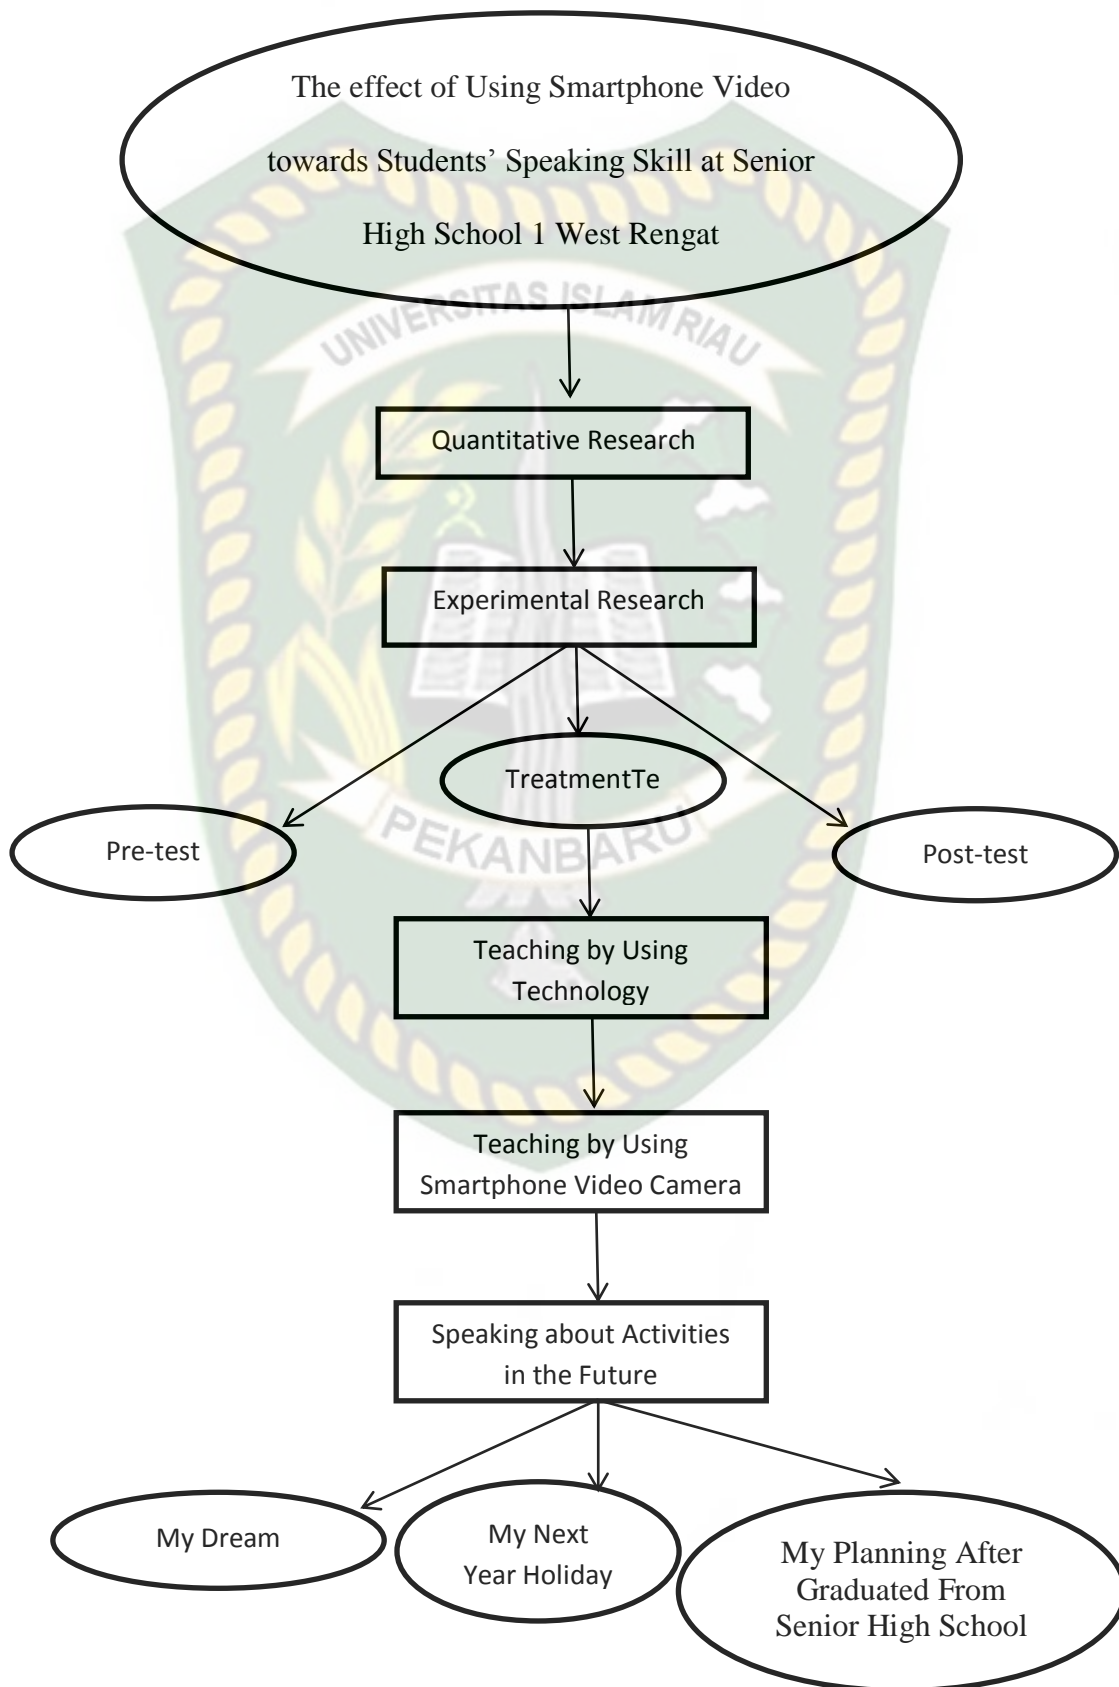 The effect of Using Smartphone Video
towards Students’ Speaking Skill at Senior
High School 1 West Rengat
UNIVERSITAS ISLAM RIAU
Quantitative Research
Experimental Research
TreatmentTe
Pre-test
Post-test
PEKANBARU
Teaching by Using
Technology
Teaching by Using
Smartphone Video Camera
Speaking about Activities
in the Future
My Dream
My Next
Year Holiday
My Planning After
Graduated From
Senior High School